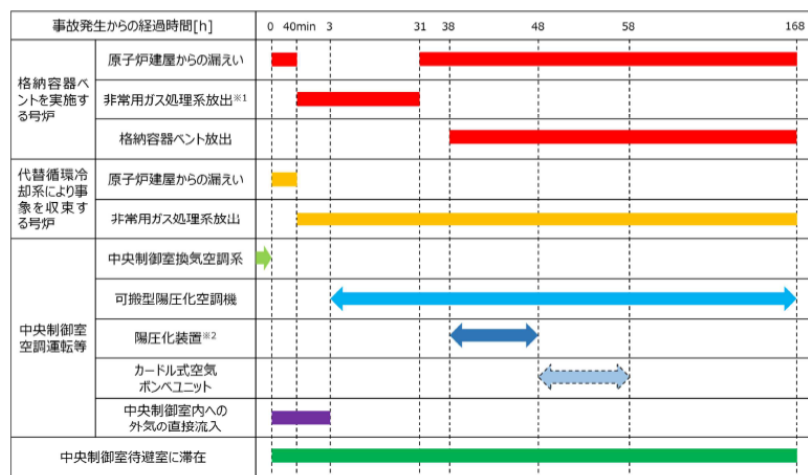 事故発生からの経過時間[h]
0 40min 3 31 38 48 58 168
格納容器
ベントを実施す
る号炉
原子炉建屋からの漏えい
非常用ガス処理系放出※1
格納容器ベント放出
代替循環冷
却系により事
象を収束す
る号炉
原子炉建屋からの漏えい
非常用ガス処理系放出
中央制御室
空調運転等
中央制御室換気空調系
可搬型陽圧化空調機
陽圧化装置※2
カードル式空気
ボンベユニット
中央制御室内への
外気の直接流入
中央制御室待避室に滞在